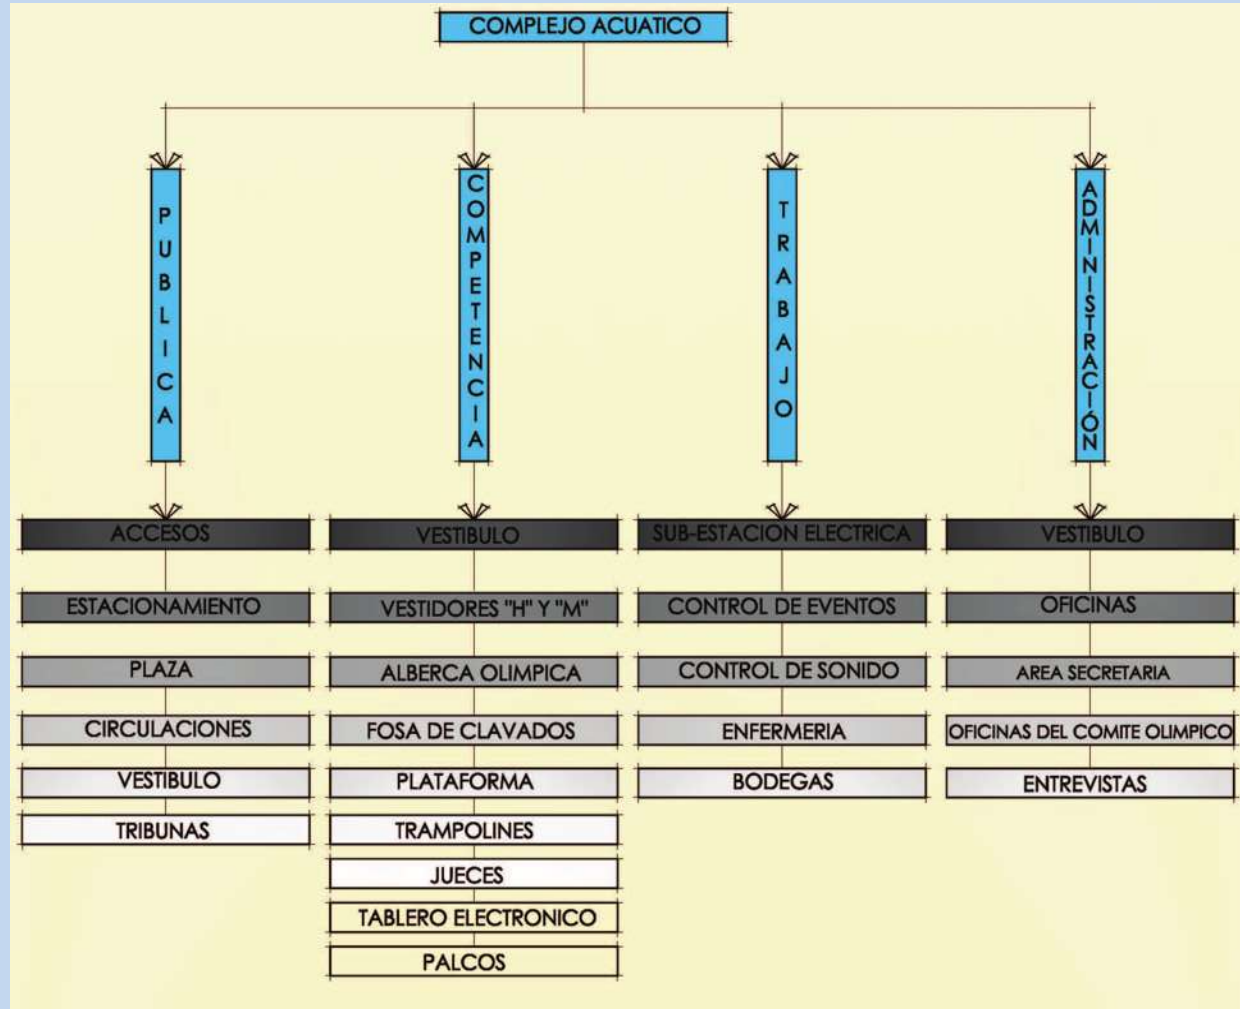 COMPLEJO ACUATICO
PUBLICA
COMPETENCIA
TRABAJO
ADMINISTRACIÓN
ACCESOS
ESTACIONAMIENTO
PLAZA
CIRCULACIONES
VESTIBULO
TRIBUNAS
VESTIBULO
VESTIDORES "H" Y "M"
ALBERCA OLIMPICA
FOSA DE CLAVADOS
PLATAFORMA
TRAMPOLINES
JUECES
TABLERO ELECTRONICO
PALCOS
SUB-ESTACION ELECTRICA
CONTROL DE EVENTOS
CONTROL DE SONIDO
ENFERMERIA
BODEGAS
VESTIBULO
OFICINAS
AREA SECRETARIA
OFICINAS DEL COMITE OLIMPICO
ENTREVISTAS